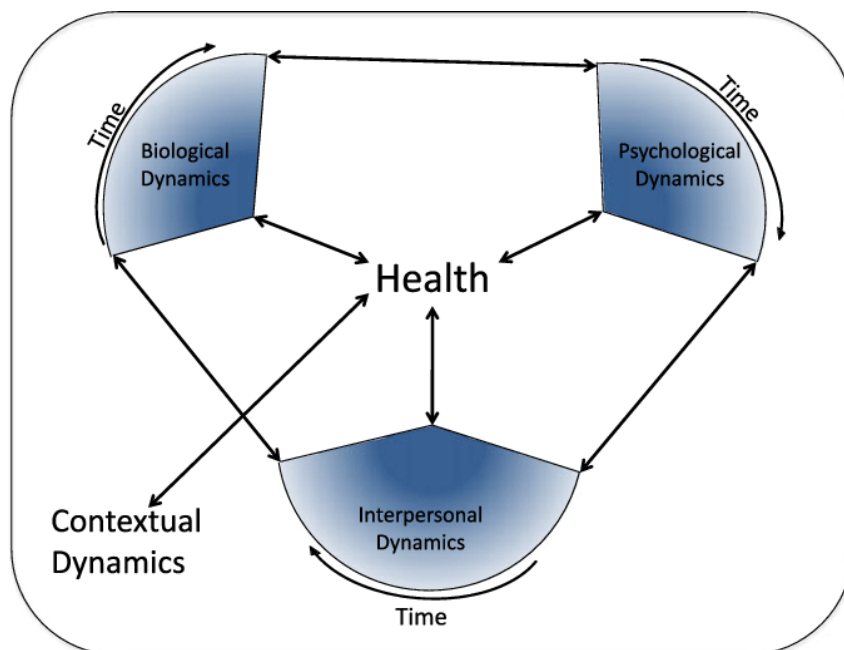 Time
Biological
Dynamics
Time
Psychological
Dynamics
Health
Contextual
Dynamics
Interpersonal
Dynamics
Time